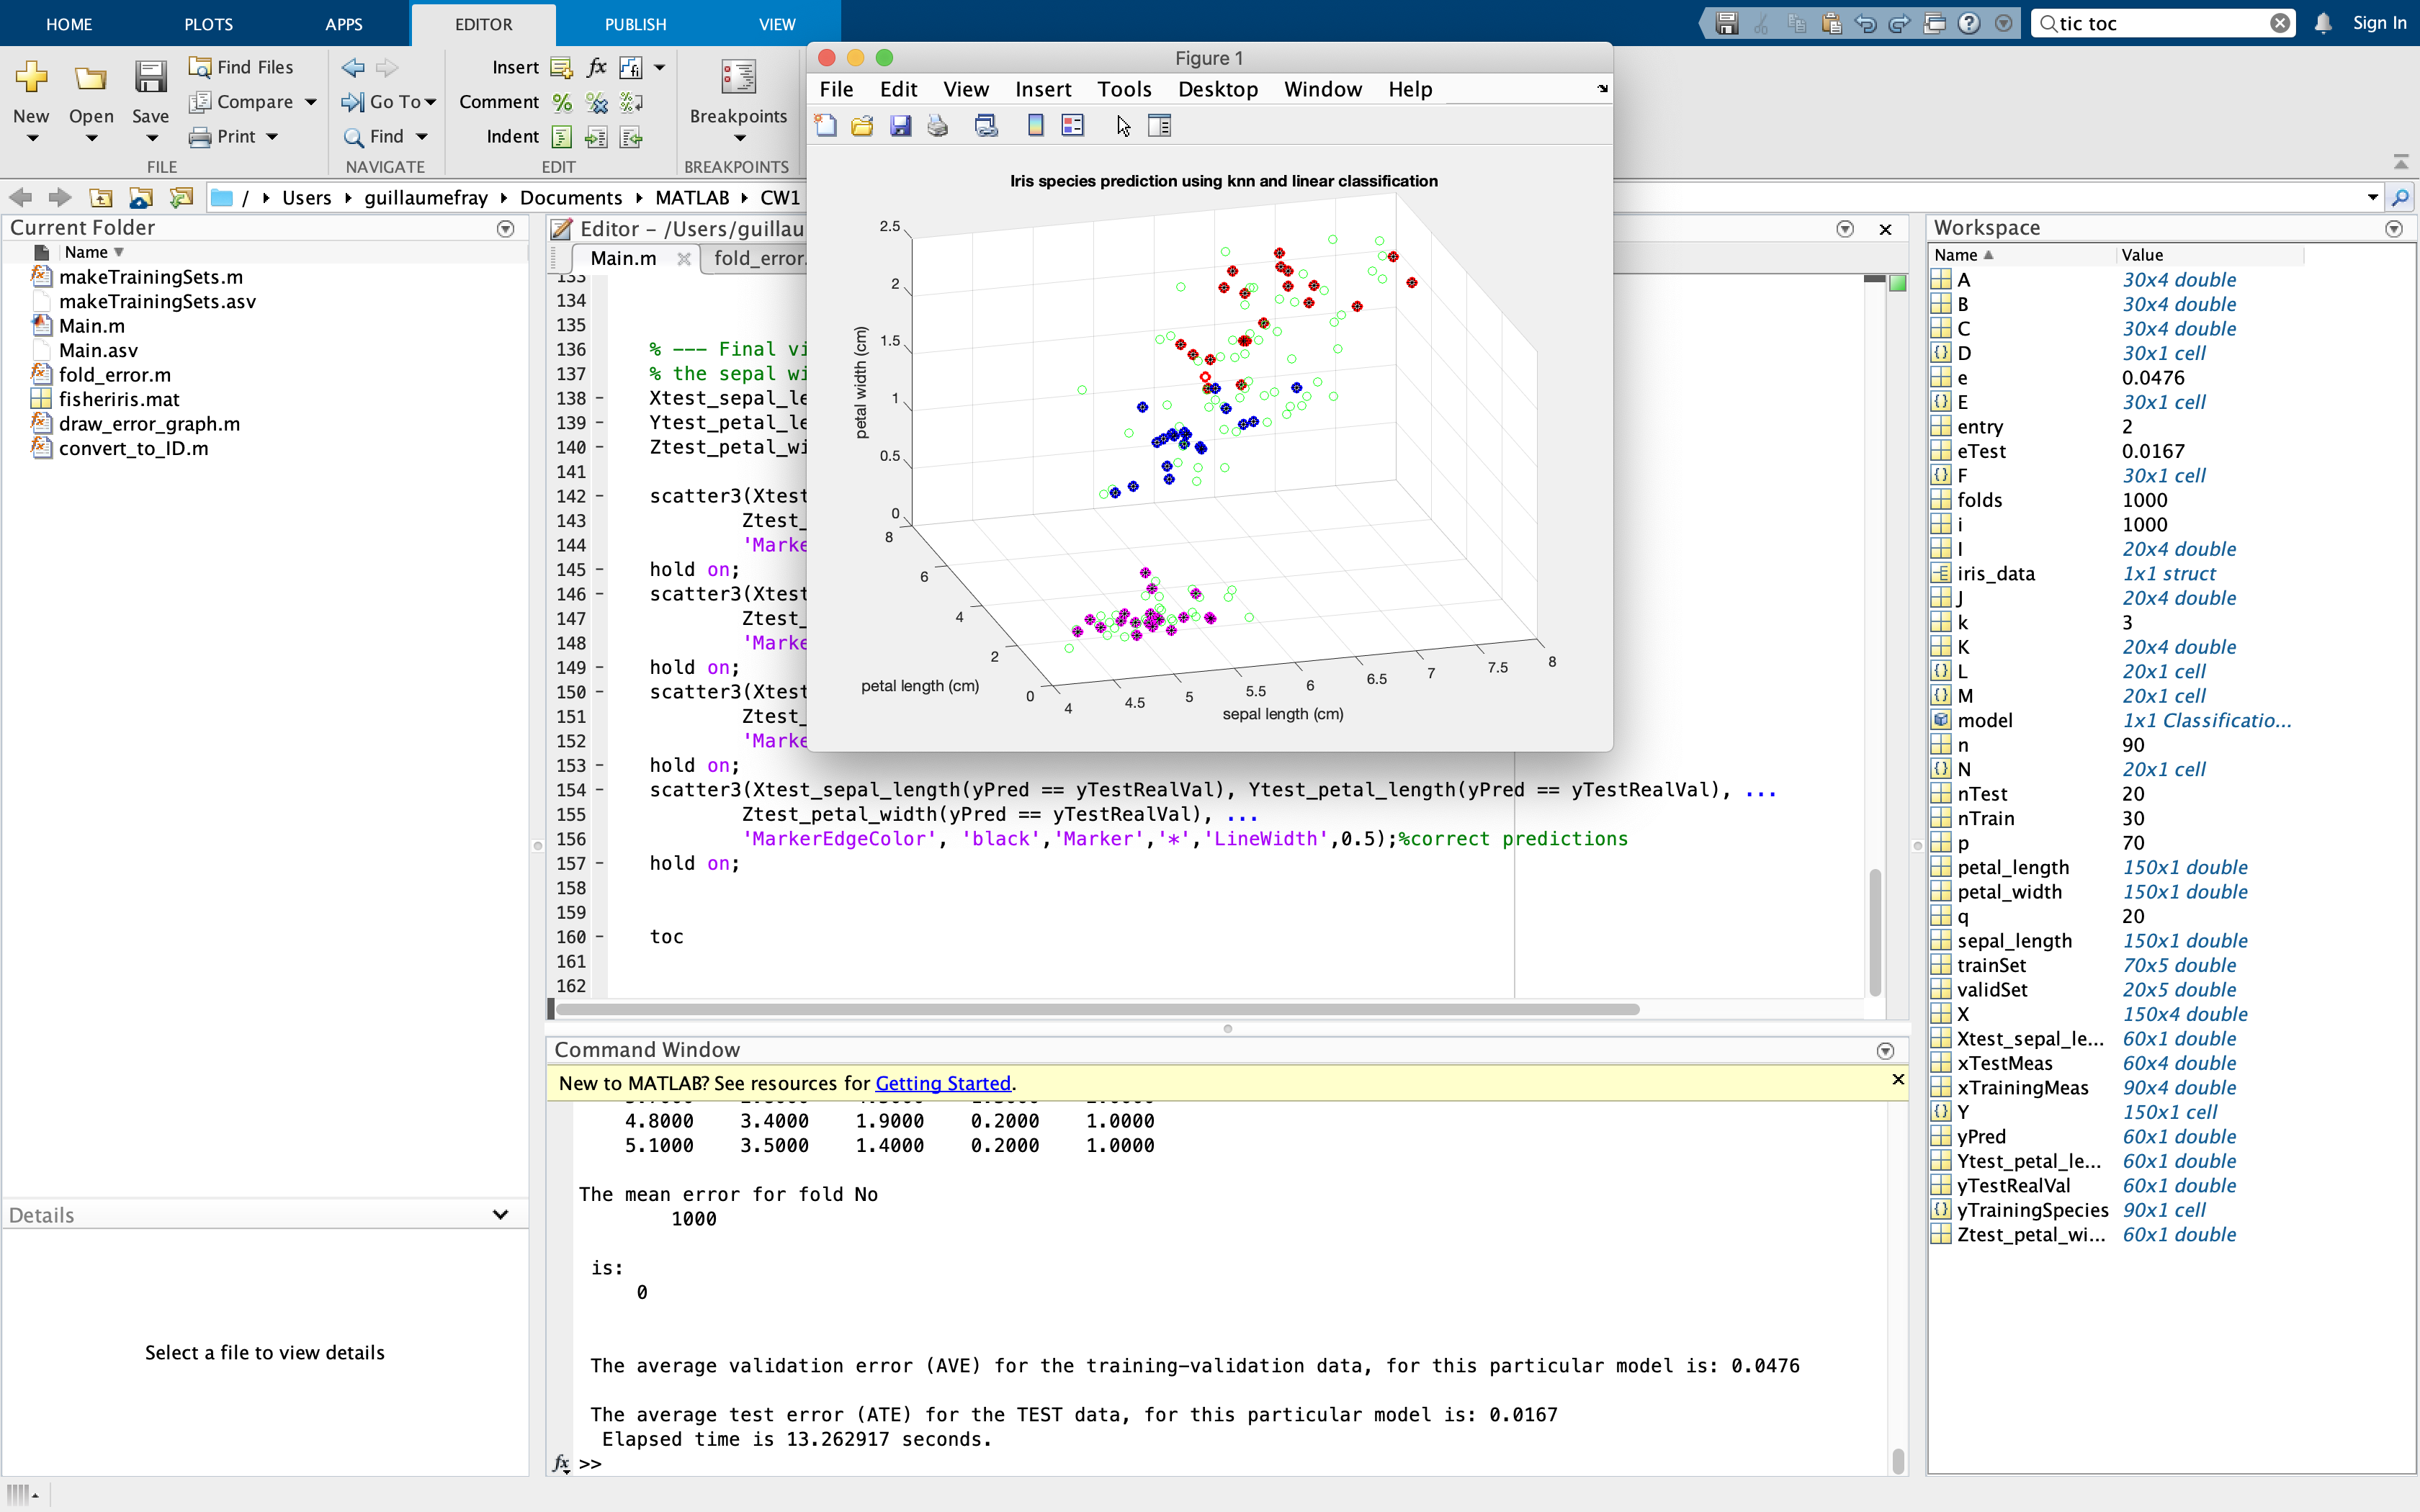 HOME PLOTS APPS EDITOR PUBLISH VIEW
tic toc
Sign In
New
Open
Save
Find Files
Compare
Print
FILE
Go To
Find
NAVIGATE
Insert fx fi
Comment % %
Indent
EDIT
Breakpoints
BREAKPOINTS
/ Users guillaumefray Documents MATLAB CW1
Current Folder
Name
makeTrainingSets.m
makeTrainingSets.asv
Main.m
Main.asv
fold_error.m
fisheriris.mat
draw_error_graph.m
convert_to_ID.m
Details
Select a file to view details
Editor – /Users/guillau
Main.m fold_error.
133
134
135
136 % --- Final vi
137 % the sepal wi
138 – Xtest_sepal_le
139 – Ytest_petal_le
140 – Ztest_petal_wi
141
142 – scatter3(Xtest
143 Ztest_
144 'Marke
145 – hold on;
146 – scatter3(Xtest
147 Ztest_
148 'Marke
149 – hold on;
150 – scatter3(Xtest
151 Ztest_
152 'Marke
153 – hold on;
154 – scatter3(Xtest_sepal_length(yPred == yTestRealVal), Ytest_petal_length(yPred == yTestRealVal), ...
155 Ztest_petal_width(yPred == yTestRealVal), ...
156 'MarkerEdgeColor', 'black','Marker','*','LineWidth',0.5);%correct predictions
157 – hold on;
158
159
160 – toc
161
162
Figure 1
File Edit View Insert Tools Desktop Window Help
Iris species prediction using knn and linear classification
2.5
2
1.5
1
0.5
0
petal width (cm)
8
6
4
2
0
petal length (cm)
4 4.5 5 5.5 6 6.5 7 7.5 8
sepal length (cm)
Command Window
New to MATLAB? See resources for Getting Started.
4.8000 3.4000 1.9000 0.2000 1.0000
5.1000 3.5000 1.4000 0.2000 1.0000
The mean error for fold No
1000
is:
0
The average validation error (AVE) for the training-validation data, for this particular model is: 0.0476
The average test error (ATE) for the TEST data, for this particular model is: 0.0167
Elapsed time is 13.262917 seconds.
fx >>
Workspace
Name Value
A 30x4 double
B 30x4 double
C 30x4 double
D 30x1 cell
e 0.0476
E 30x1 cell
entry 2
eTest 0.0167
F 30x1 cell
folds 1000
i 1000
I 20x4 double
iris_data 1x1 struct
J 20x4 double
k 3
K 20x4 double
L 20x1 cell
M 20x1 cell
model 1x1 Classificatio...
n 90
N 20x1 cell
nTest 20
nTrain 30
p 70
petal_length 150x1 double
petal_width 150x1 double
q 20
sepal_length 150x1 double
trainSet 70x5 double
validSet 20x5 double
X 150x4 double
Xtest_sepal_le... 60x1 double
xTestMeas 60x4 double
xTrainingMeas 90x4 double
Y 150x1 cell
yPred 60x1 double
Ytest_petal_le... 60x1 double
yTestRealVal 60x1 double
yTrainingSpecies 90x1 cell
Ztest_petal_wi... 60x1 double